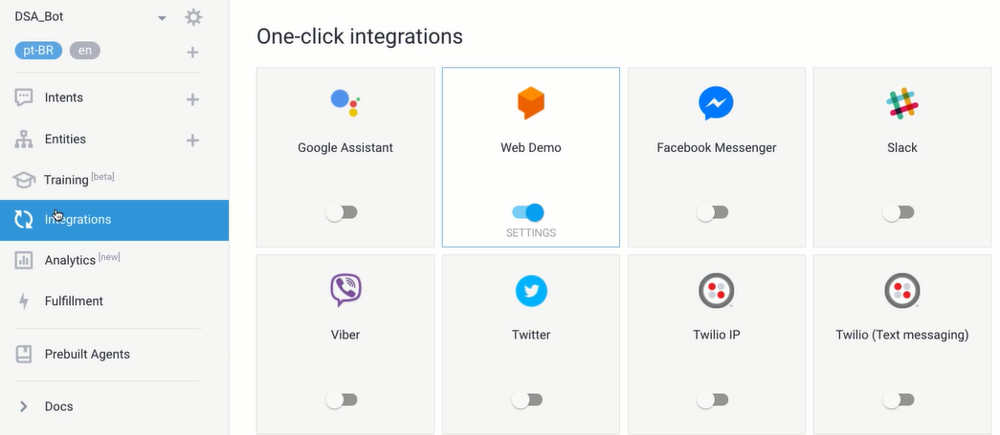 DSA_Bot
pt-BR en
Intents
Entities
Training [beta]
Integrations
Analytics [new]
Fulfillment
Prebuilt Agents
Docs
One-click integrations
Google Assistant
Web Demo
SETTINGS
Facebook Messenger
Slack
Viber
Twitter
Twilio IP
Twilio (Text messaging)